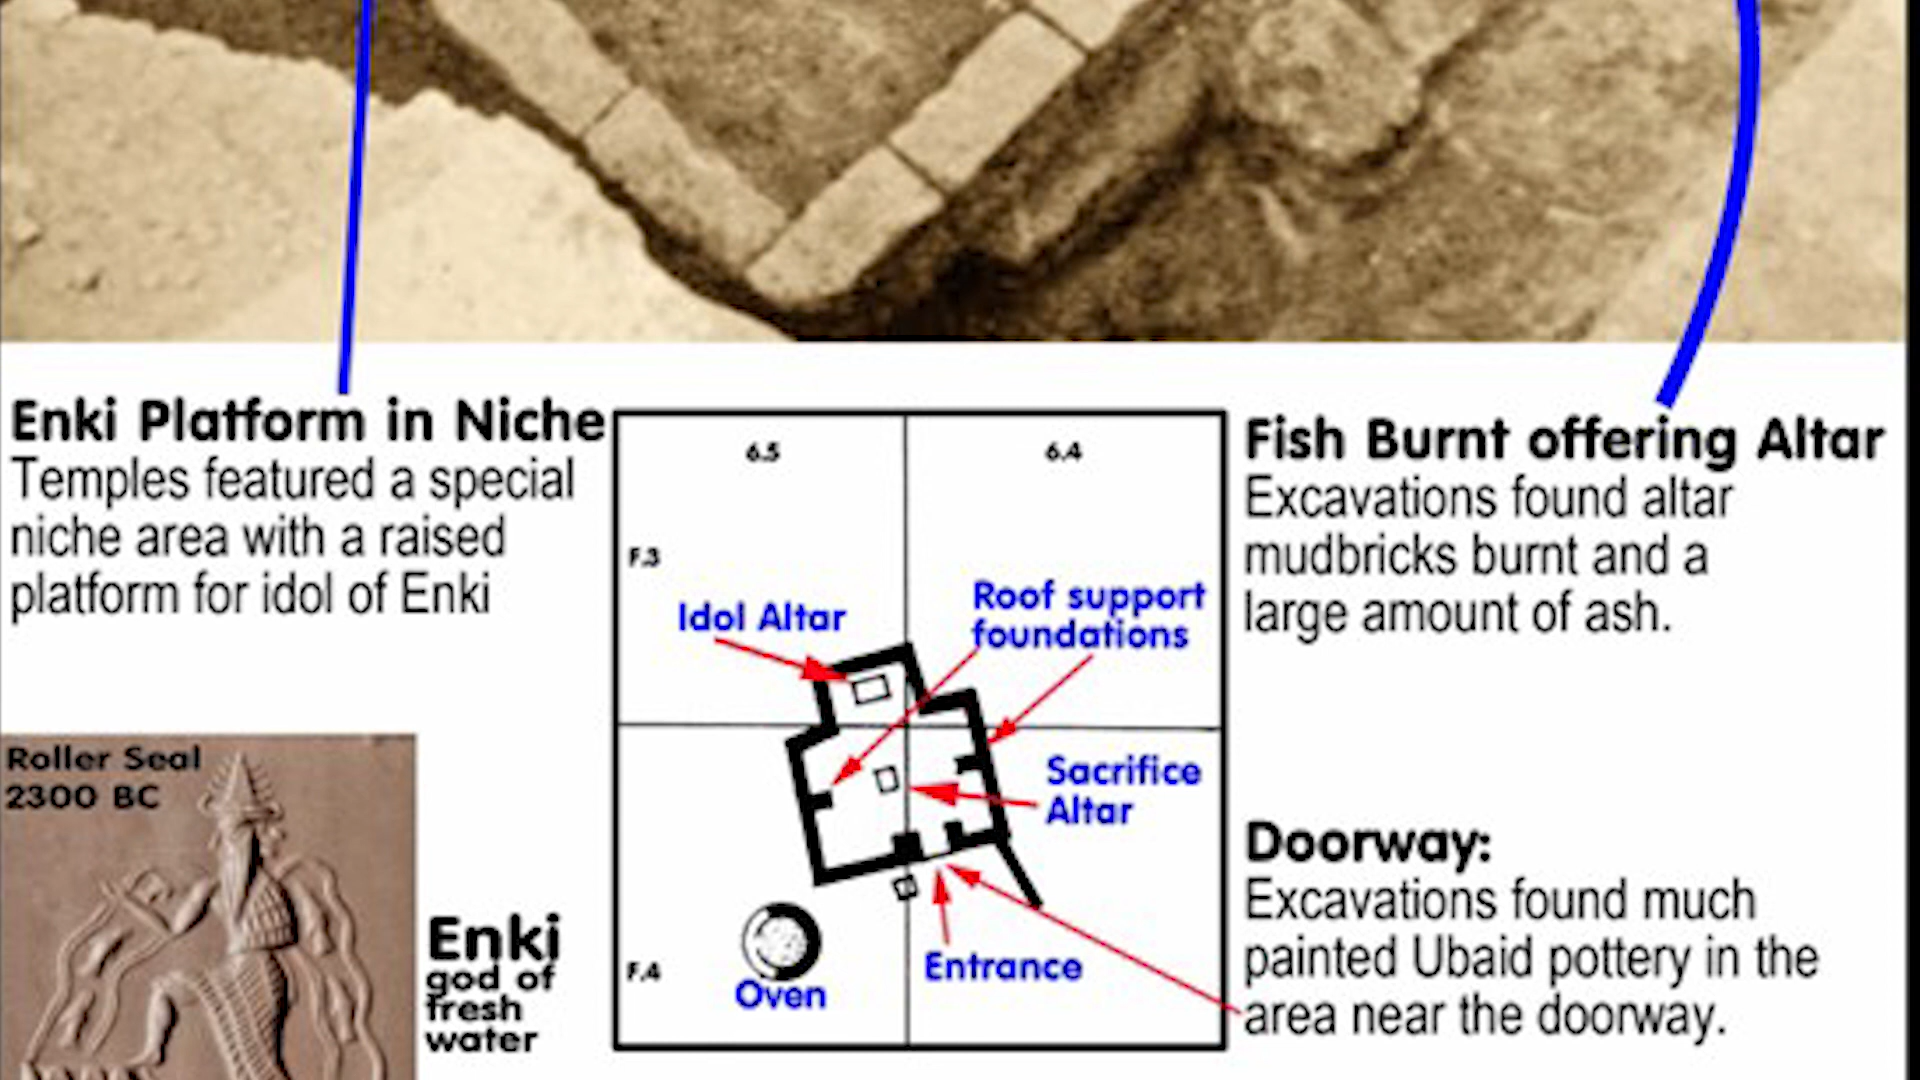 Enki Platform in Niche
Temples featured a special
niche area with a raised
platform for idol of Enki
Roller Seal
2300 BC
Enki
god of
fresh
water
6.5
6.4
F.3
Idol Altar
Roof support
foundations
Sacrifice
Altar
F.4
Oven
Entrance
Fish Burnt offering Altar
Excavations found altar
mudbricks burnt and a
large amount of ash.
Doorway:
Excavations found much
painted Ubaid pottery in the
area near the doorway.